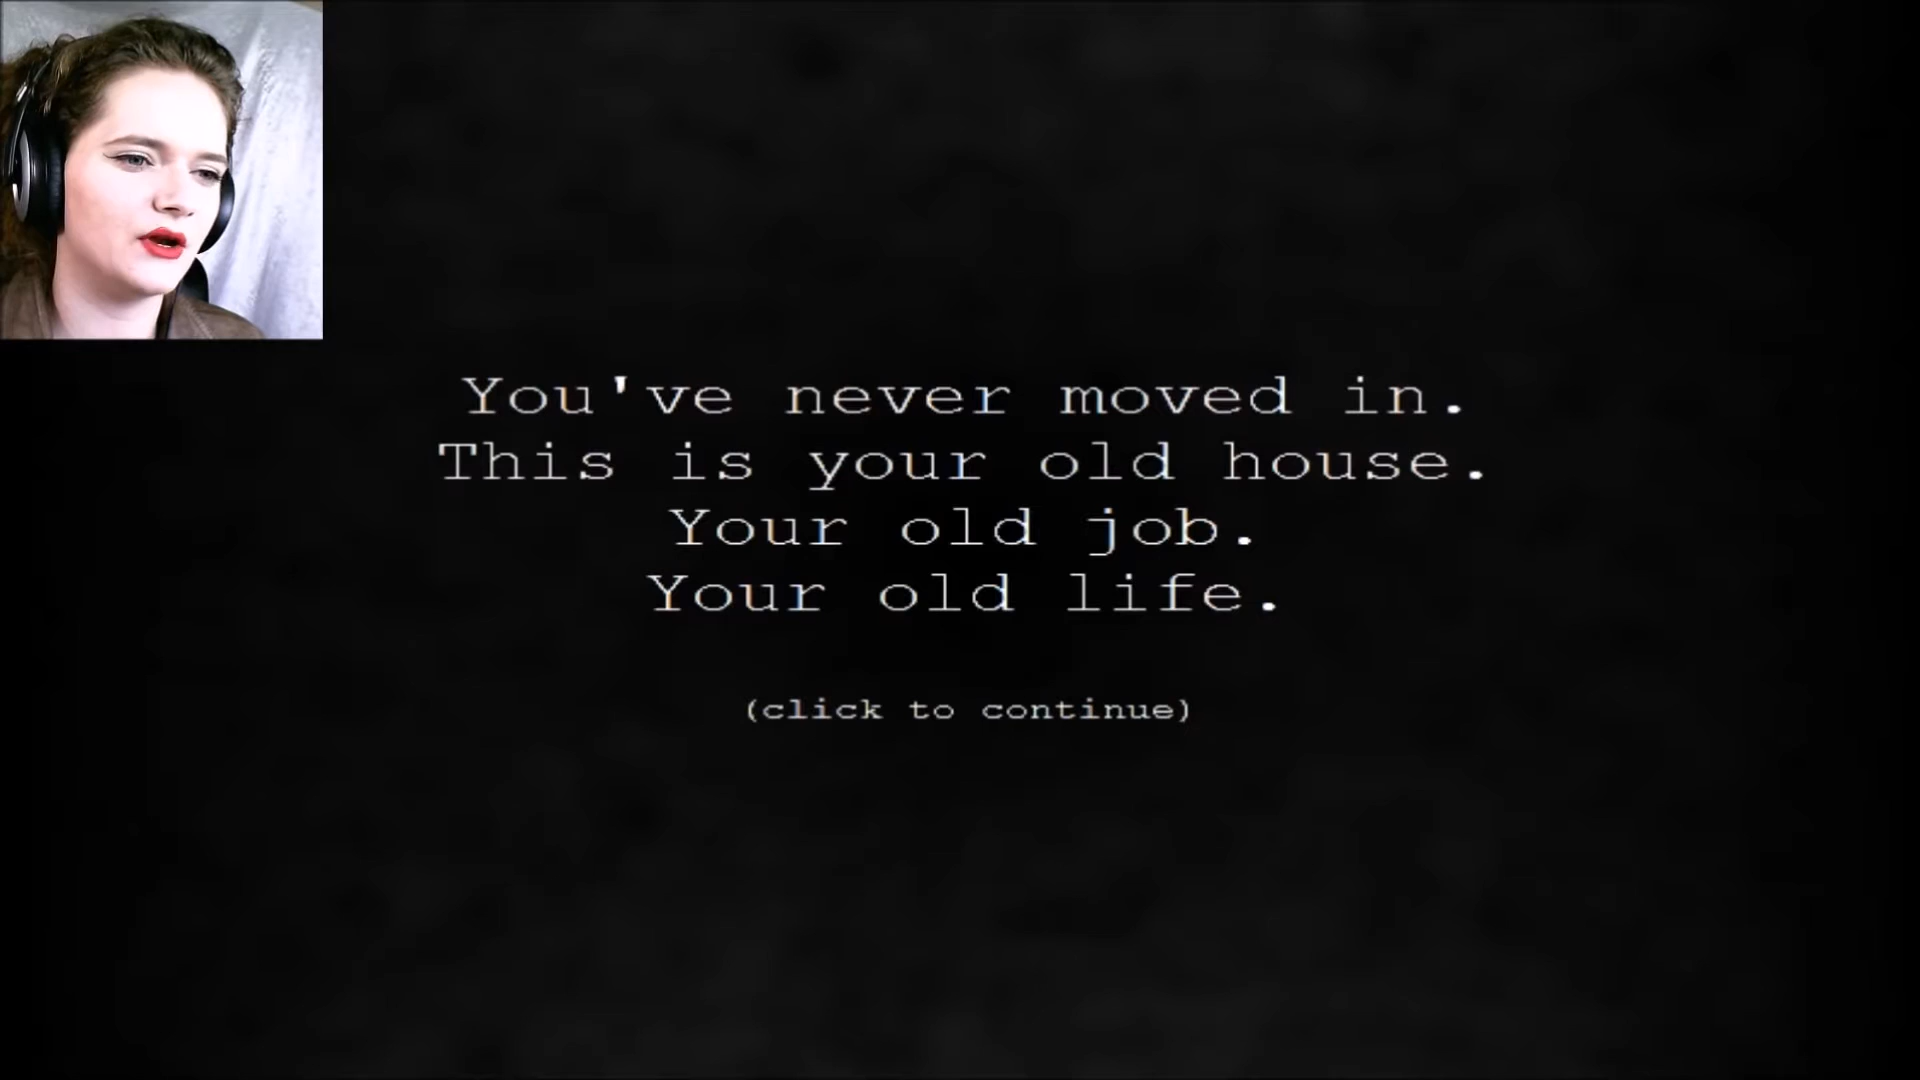 You've never moved in.
This is your old house.
Your old job.
Your old life.
(click to continue)